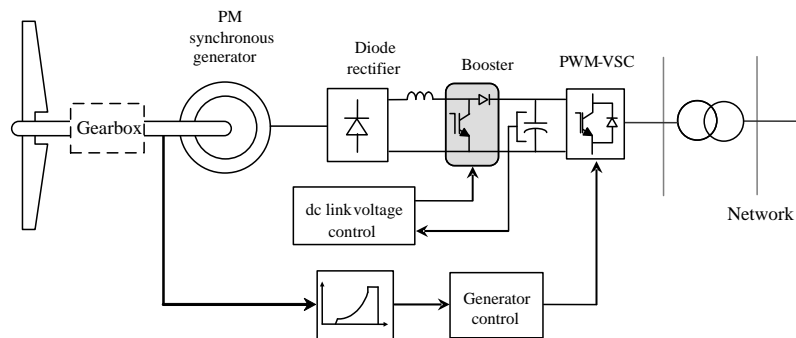 PM
synchronous
generator
Diode
rectifier
Booster
PWM-VSC
Gearbox
dc link voltage
control
Network
Generator
control